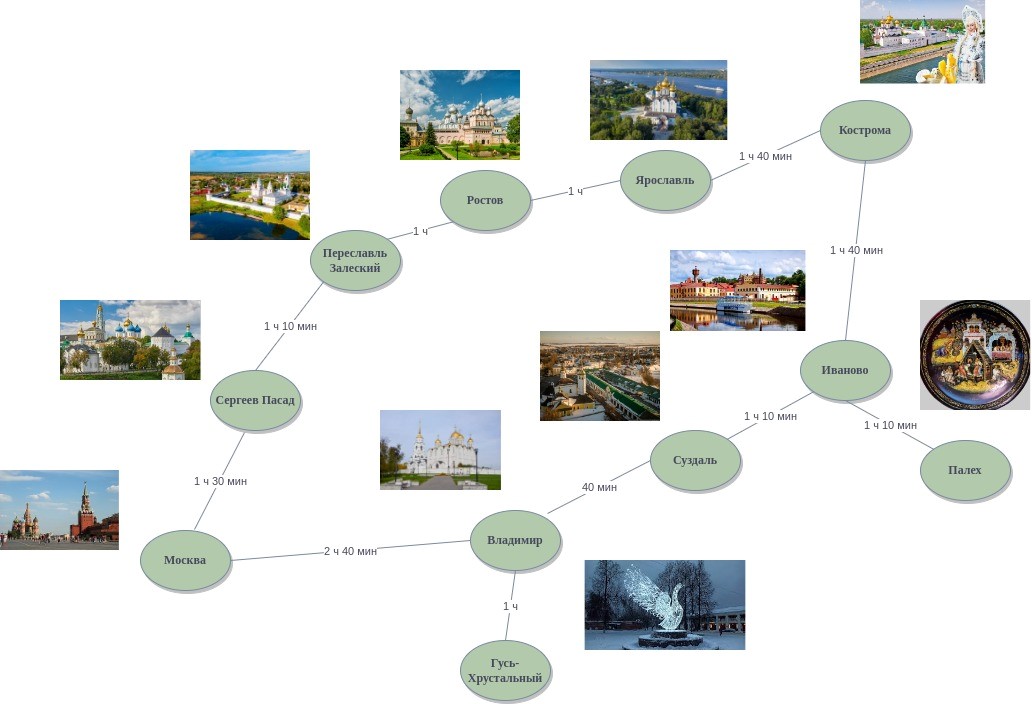 Кострома
1 ч 40 мин
Ярославль
1 ч
Ростов
1 ч
Переславль
Залеский
1 ч 40 мин
1 ч 10 мин
Иваново
Сергеев Пасад
1 ч 10 мин
1 ч 10 мин
Суздаль
Палех
1 ч 30 мин
40 мин
Владимир
2 ч 40 мин
Москва
1 ч
Гусь-
Хрустальный